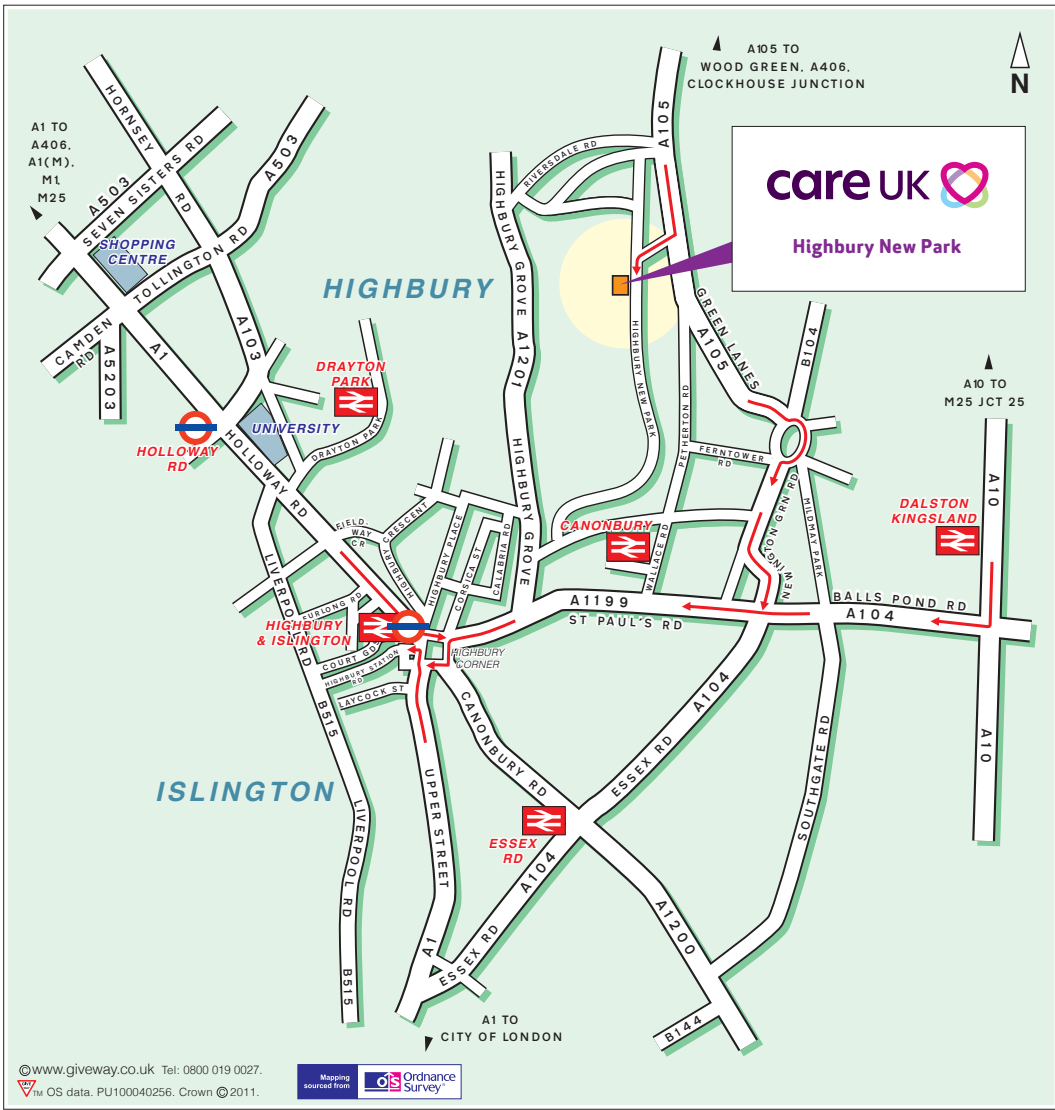 A105 TO
WOOD GREEN, A406,
CLOCKHOUSE JUNCTION
N
A1 TO
A406,
A1(M),
M1,
M25
HORNSEY
RD
A503
SEVEN SISTERS RD
A503
A105
RIVERSDALE RD
care UK
Highbury New Park
SHOPPING
CENTRE
TOLLINGTON RD
HIGHBURY
HIGHBURY GROVE
A1201
HIGHBURY GROVE
CAMDEN
RD
A5203
A1
A103
GREEN LANES
A105
B104
HIGHBURY NEW PARK
PETHERTON RD
A10 TO
M25 JCT 25
DRAYTON
PARK
UNIVERSITY
DRAYTON PARK
HOLLOWAY
RD
HOLLOWAY RD
FERNTOWER
RD
NEWINGTON GRN RD
MILDMAY PARK
A10
DALSTON
KINGSLAND
CANONBURY
WALLACE RD
FIELD-
WAY
CR
HIGHBURY CRESCENT
HIGHBURY PLACE
CORSICA ST
CALABRIA RD
LIVERPOOL RD
FURLONG RD
HIGHBURY
& ISLINGTON
COURT GDS
HIGHBURY STATION
RD
LAYCOCK ST
HIGHBURY
CORNER
A1199
ST PAUL'S RD
BALLS POND RD
A104
B515
CANONBURY RD
A104
ESSEX RD
SOUTHGATE RD
A10
ISLINGTON
UPPER STREET
LIVERPOOL RD
ESSEX
RD
A104
ESSEX RD
A1
A1200
B515
B144
A1 TO
CITY OF LONDON
©www.giveway.co.uk Tel: 0800 019 0027.
GIVE WAY TM OS data. PU100040256. Crown © 2011.
Mapping
sourced from
OS Ordnance
Survey®